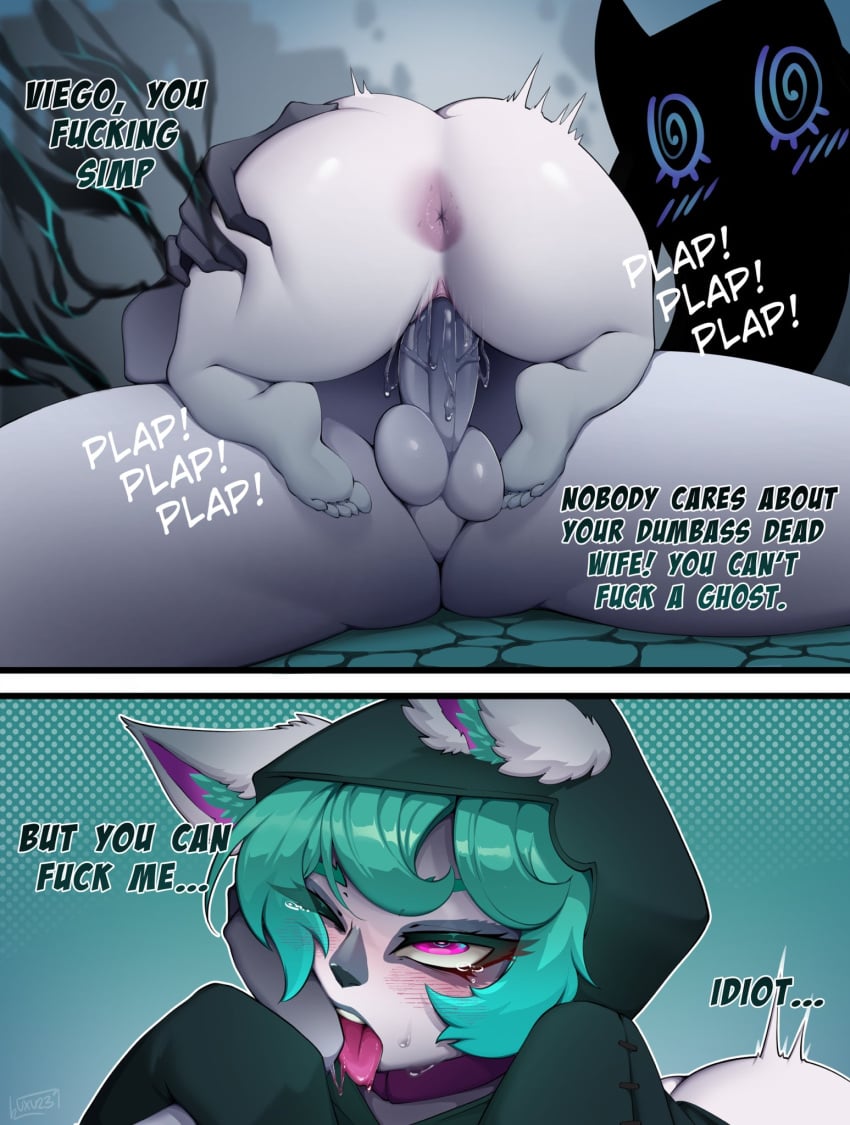 VIEGO, YOU
FUCKING
SIMP
PLAP!
PLAP!
PLAP!
PLAP!
PLAP!
PLAP!
NOBODY CARES ABOUT
YOUR DUMBASS DEAD
WIFE! YOU CAN'T
FUCK A GHOST.
BUT YOU CAN
FUCK ME...
IDIOT...